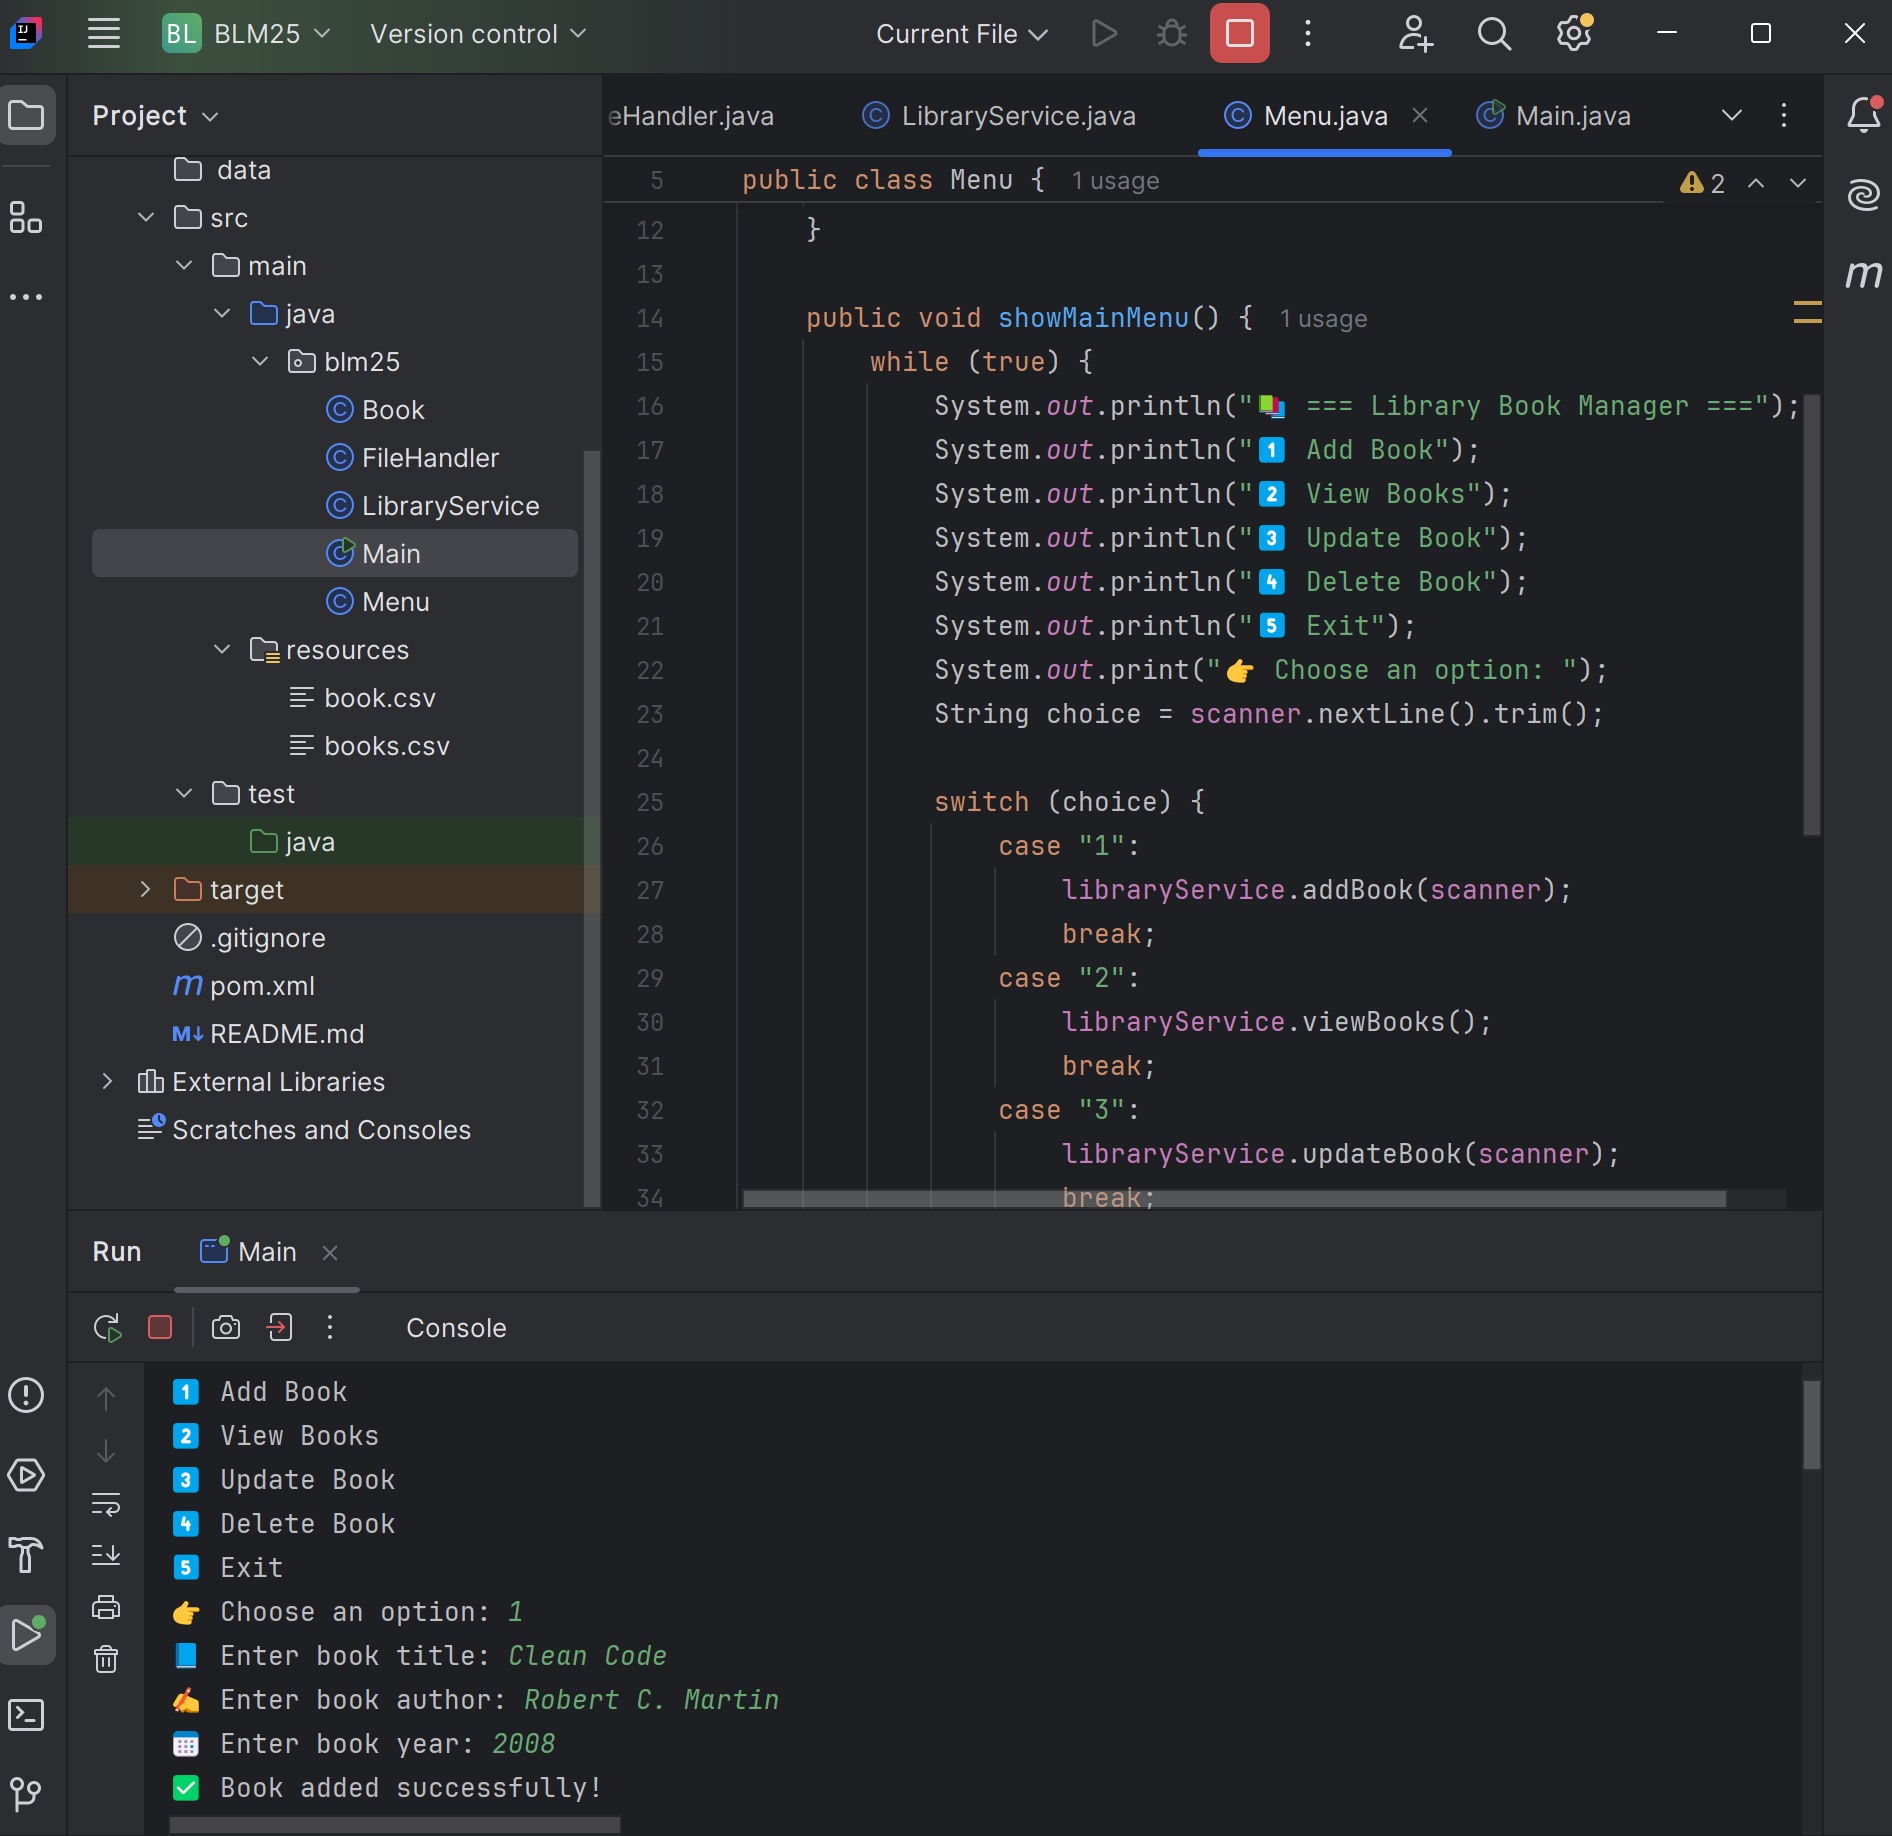 BL BLM25 Version control Current File
Project
eHandler.java LibraryService.java Menu.java Main.java
data
src
main
java
blm25
Book
FileHandler
LibraryService
Main
Menu
resources
book.csv
books.csv
test
java
target
.gitignore
m pom.xml
M↓ README.md
External Libraries
Scratches and Consoles
5 public class Menu { 1 usage 2
12 }
13
14 public void showMainMenu() { 1 usage
15 while (true) {
16 System.out.println("📚 === Library Book Manager ===");
17 System.out.println("1️⃣ Add Book");
18 System.out.println("2️⃣ View Books");
19 System.out.println("3️⃣ Update Book");
20 System.out.println("4️⃣ Delete Book");
21 System.out.println("5️⃣ Exit");
22 System.out.print("👉 Choose an option: ");
23 String choice = scanner.nextLine().trim();
24
25 switch (choice) {
26 case "1":
27 libraryService.addBook(scanner);
28 break;
29 case "2":
30 libraryService.viewBooks();
31 break;
32 case "3":
33 libraryService.updateBook(scanner);
34 break;
m
Run Main
Console
1️⃣ Add Book
2️⃣ View Books
3️⃣ Update Book
4️⃣ Delete Book
5️⃣ Exit
👉 Choose an option: 1
📘 Enter book title: Clean Code
✍️ Enter book author: Robert C. Martin
📅 Enter book year: 2008
✅ Book added successfully!